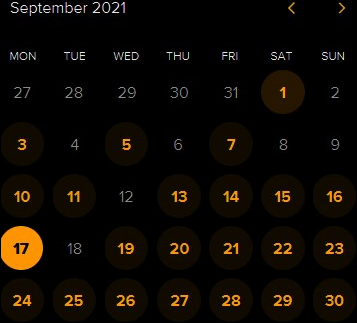 September 2021
MON TUE WED THU FRI SAT SUN
27 28 29 30 31 1 2
3 4 5 6 7 8 9
10 11 12 13 14 15 16
17 18 19 20 21 22 23
24 25 26 27 28 29 30